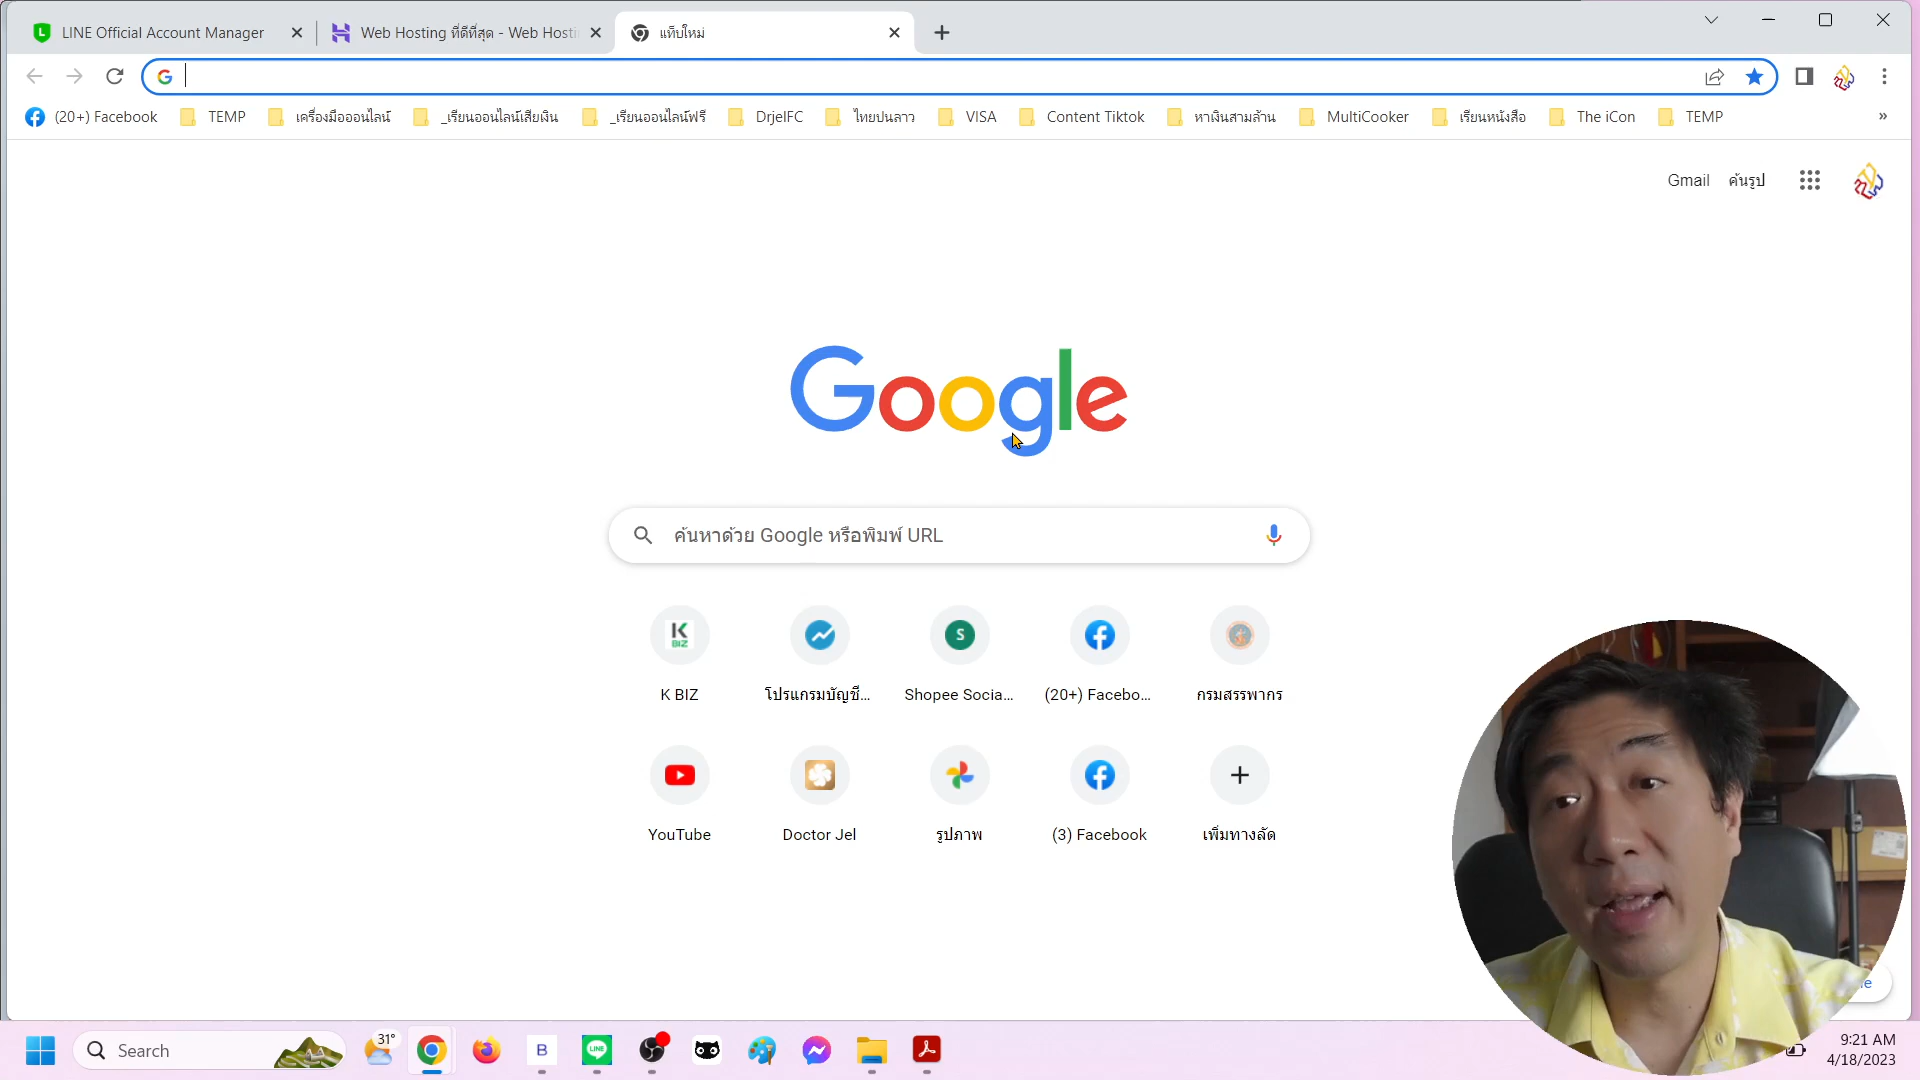 LINE Official Account Manager
Web Hosting ที่ดีที่สุด - Web Hosti
แท็บใหม่
(20+) Facebook
TEMP
เครื่องมือออนไลน์
_เรียนออนไลน์เสียเงิน
_เรียนออนไลน์ฟรี
DrjelFC
ไทยปนลาว
VISA
Content Tiktok
หาเงินสามล้าน
MultiCooker
เรียนหนังสือ
The iCon
TEMP
»
Gmail
ค้นรูป
Google
ค้นหาด้วย Google หรือพิมพ์ URL
K BIZ
K BIZ
โปรแกรมบัญชี...
S
Shopee Socia...
(20+) Facebo...
กรมสรรพากร
YouTube
Doctor Jel
รูปภาพ
(3) Facebook
เพิ่มทางลัด
Search
31°
B
LINE
9:21 AM
4/18/2023